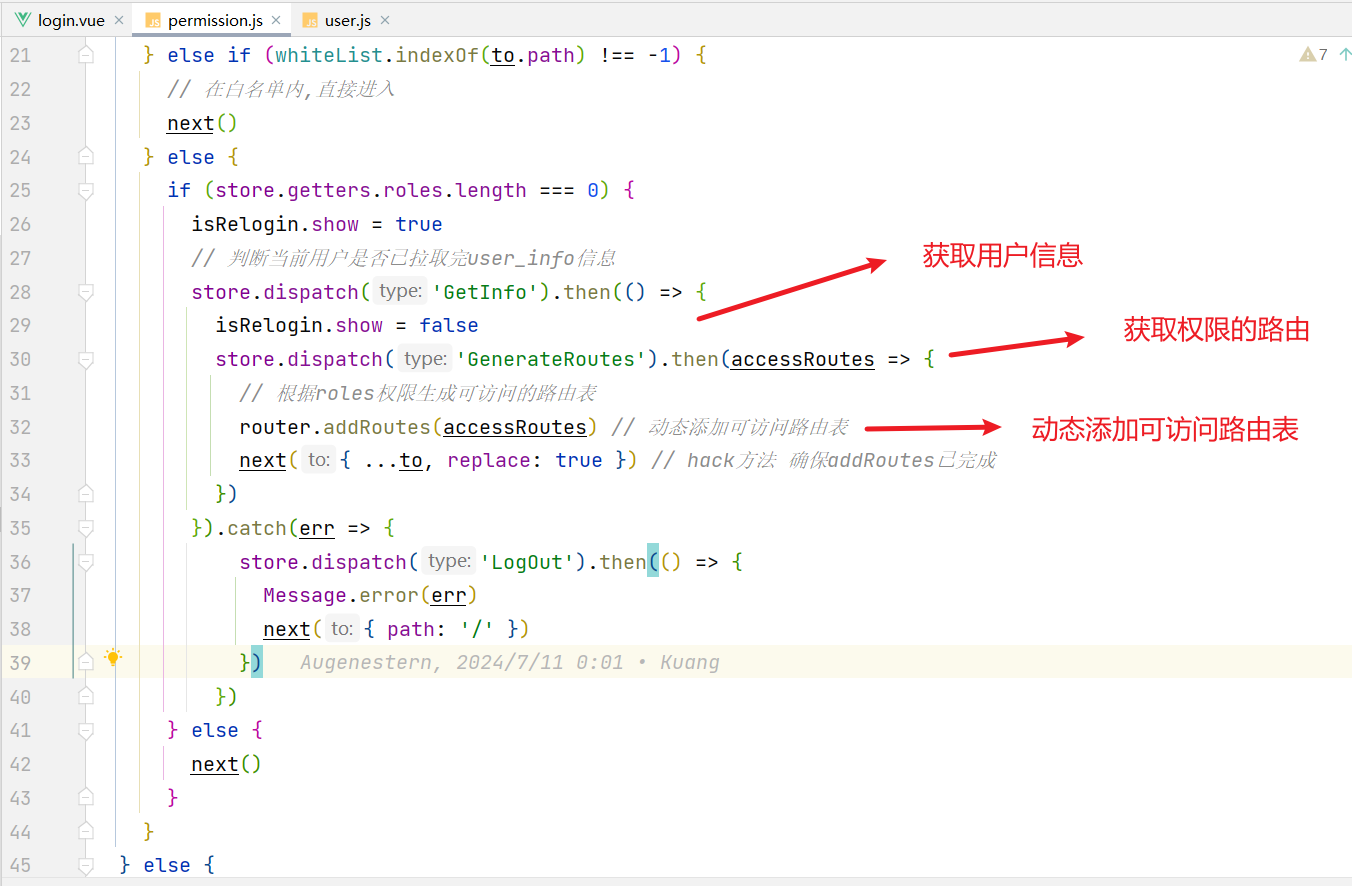 login.vue × permission.js × user.js ×
21 } else if (whiteList.indexOf(to.path) !== -1) { 7
22 // 在白名单内,直接进入
23 next()
24 } else {
25 if (store.getters.roles.length === 0) {
26 isRelogin.show = true
27 // 判断当前用户是否已拉取完user_info信息
获取用户信息
28 store.dispatch( type: 'GetInfo').then(() => {
29 isRelogin.show = false
获取权限的路由
30 store.dispatch( type: 'GenerateRoutes').then(accessRoutes => {
31 // 根据roles权限生成可访问的路由表
32 router.addRoutes(accessRoutes) // 动态添加可访问路由表
动态添加可访问路由表
33 next( to: { ...to, replace: true }) // hack方法 确保addRoutes已完成
34 })
35 }).catch(err => {
36 store.dispatch( type: 'LogOut').then(() => {
37 Message.error(err)
38 next( to: { path: '/' })
39 }) Augenestern, 2024/7/11 0:01 • Kuang
40 })
41 } else {
42 next()
43 }
44 }
45 } else {